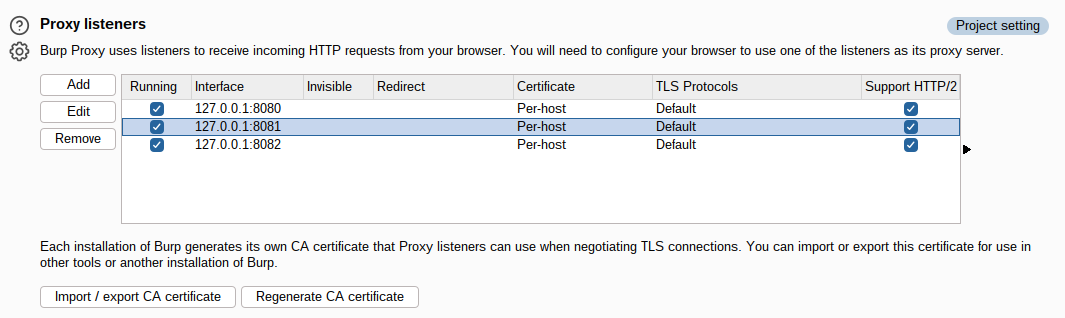 Proxy listeners
Project setting
Burp Proxy uses listeners to receive incoming HTTP requests from your browser. You will need to configure your browser to use one of the listeners as its proxy server.
Add
Edit
Remove
Running Interface Invisible Redirect Certificate TLS Protocols Support HTTP/2
127.0.0.1:8080 Per-host Default
127.0.0.1:8081 Per-host Default
127.0.0.1:8082 Per-host Default
Each installation of Burp generates its own CA certificate that Proxy listeners can use when negotiating TLS connections. You can import or export this certificate for use in
other tools or another installation of Burp.
Import / export CA certificate
Regenerate CA certificate